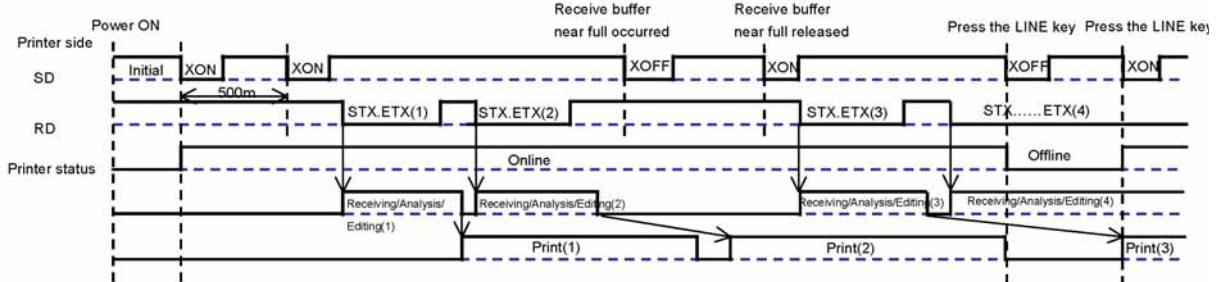 Receive buffer
near full occurred
Receive buffer
near full released
Power ON
Press the LINE key
Press the LINE key
Printer side
SD
Initial
XON
XON
XOFF
XON
XOFF
XON
500m
RD
STX.ETX(1)
STX.ETX(2)
STX.ETX(3)
STX......ETX(4)
Printer status
Online
Offline
Receiving/Analysis/
Editing(1)
Receiving/Analysis/Editing(2)
Receiving/Analysis/Editing(3)
Receiving/Analysis/Editing(4)
Print(1)
Print(2)
Print(3)